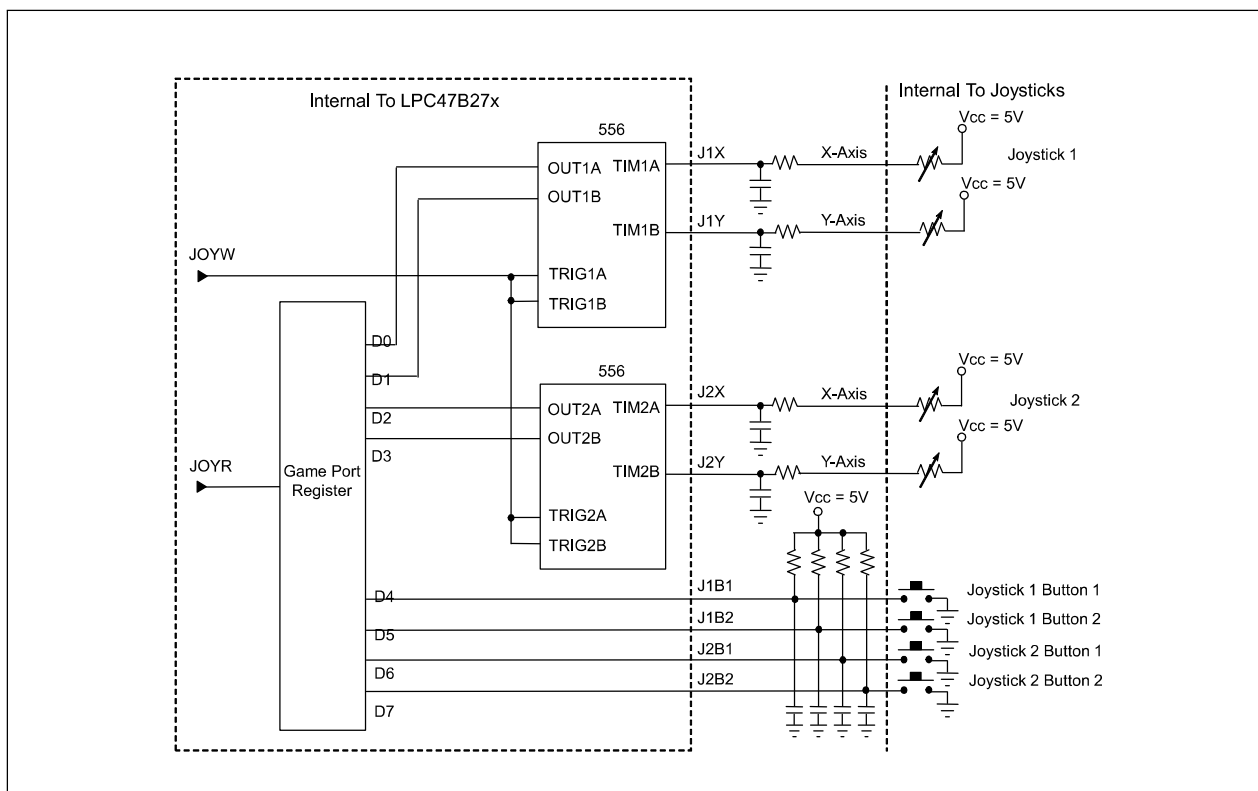 Internal To LPC47B27x
Internal To Joysticks
556
OUT1A TIM1A
OUT1B
TIM1B
TRIG1A
TRIG1B
J1X
X-Axis
Vcc = 5V
Joystick 1
J1Y
Y-Axis
Vcc = 5V
JOYW
JOYR
Game Port
Register
D0
D1
D2
D3
D4
D5
D6
D7
556
OUT2A TIM2A
OUT2B
TIM2B
TRIG2A
TRIG2B
J2X
X-Axis
Vcc = 5V
Joystick 2
J2Y
Y-Axis
Vcc = 5V
Vcc = 5V
J1B1
Joystick 1 Button 1
J1B2
Joystick 1 Button 2
J2B1
Joystick 2 Button 1
J2B2
Joystick 2 Button 2